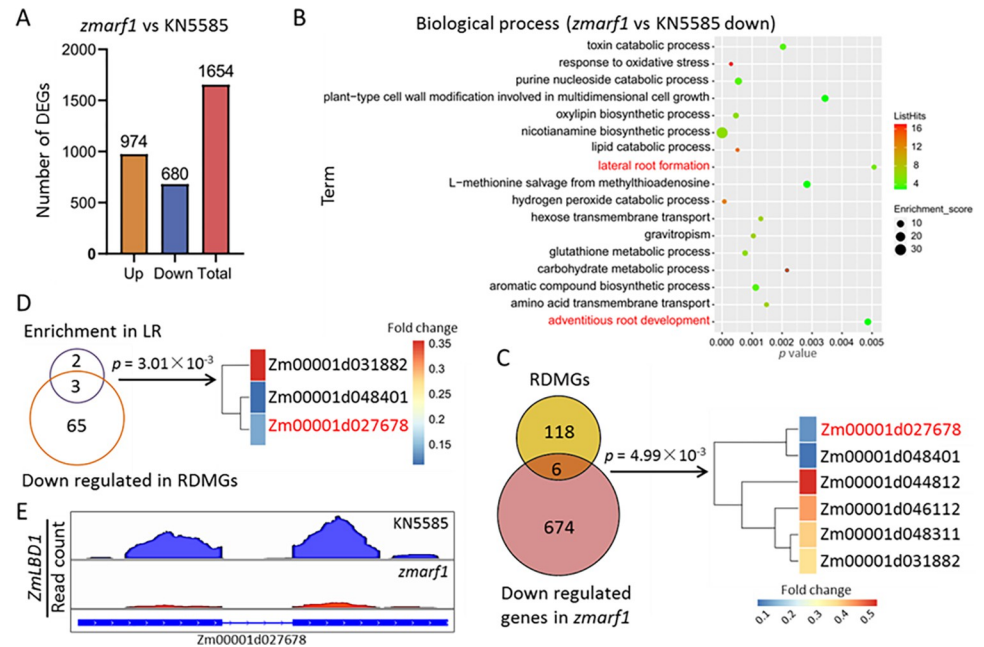 A
zmarf1 vs KN5585
Number of DEGs
2000
1500
1000
500
0
974
680
1654
Up Down Total
B
Biological process (zmarf1 vs KN5585 down)
Term
toxin catabolic process
response to oxidative stress
purine nucleoside catabolic process
plant-type cell wall modification involved in multidimensional cell growth
oxylipin biosynthetic process
nicotianamine biosynthetic process
lipid catabolic process
lateral root formation
L-methionine salvage from methylthioadenosine
hydrogen peroxide catabolic process
hexose transmembrane transport
gravitropism
glutathione metabolic process
carbohydrate metabolic process
aromatic compound biosynthetic process
amino acid transmembrane transport
adventitious root development
0.000 0.001 0.002 0.003 0.004 0.005
p value
ListHits
16
12
8
4
Enrichment_score
10
20
30
D
Enrichment in LR
2
3
65
Down regulated in RDMGs
p = 3.01×10-3
Zm00001d031882
Zm00001d048401
Zm00001d027678
Fold change
0.35
0.3
0.25
0.2
0.15
C
RDMGs
118
6
674
Down regulated
genes in zmarf1
p = 4.99×10-3
Zm00001d027678
Zm00001d048401
Zm00001d044812
Zm00001d046112
Zm00001d048311
Zm00001d031882
Fold change
0.1 0.2 0.3 0.4 0.5
E
ZmLBD1
Read count
KN5585
zmarf1
Zm00001d027678